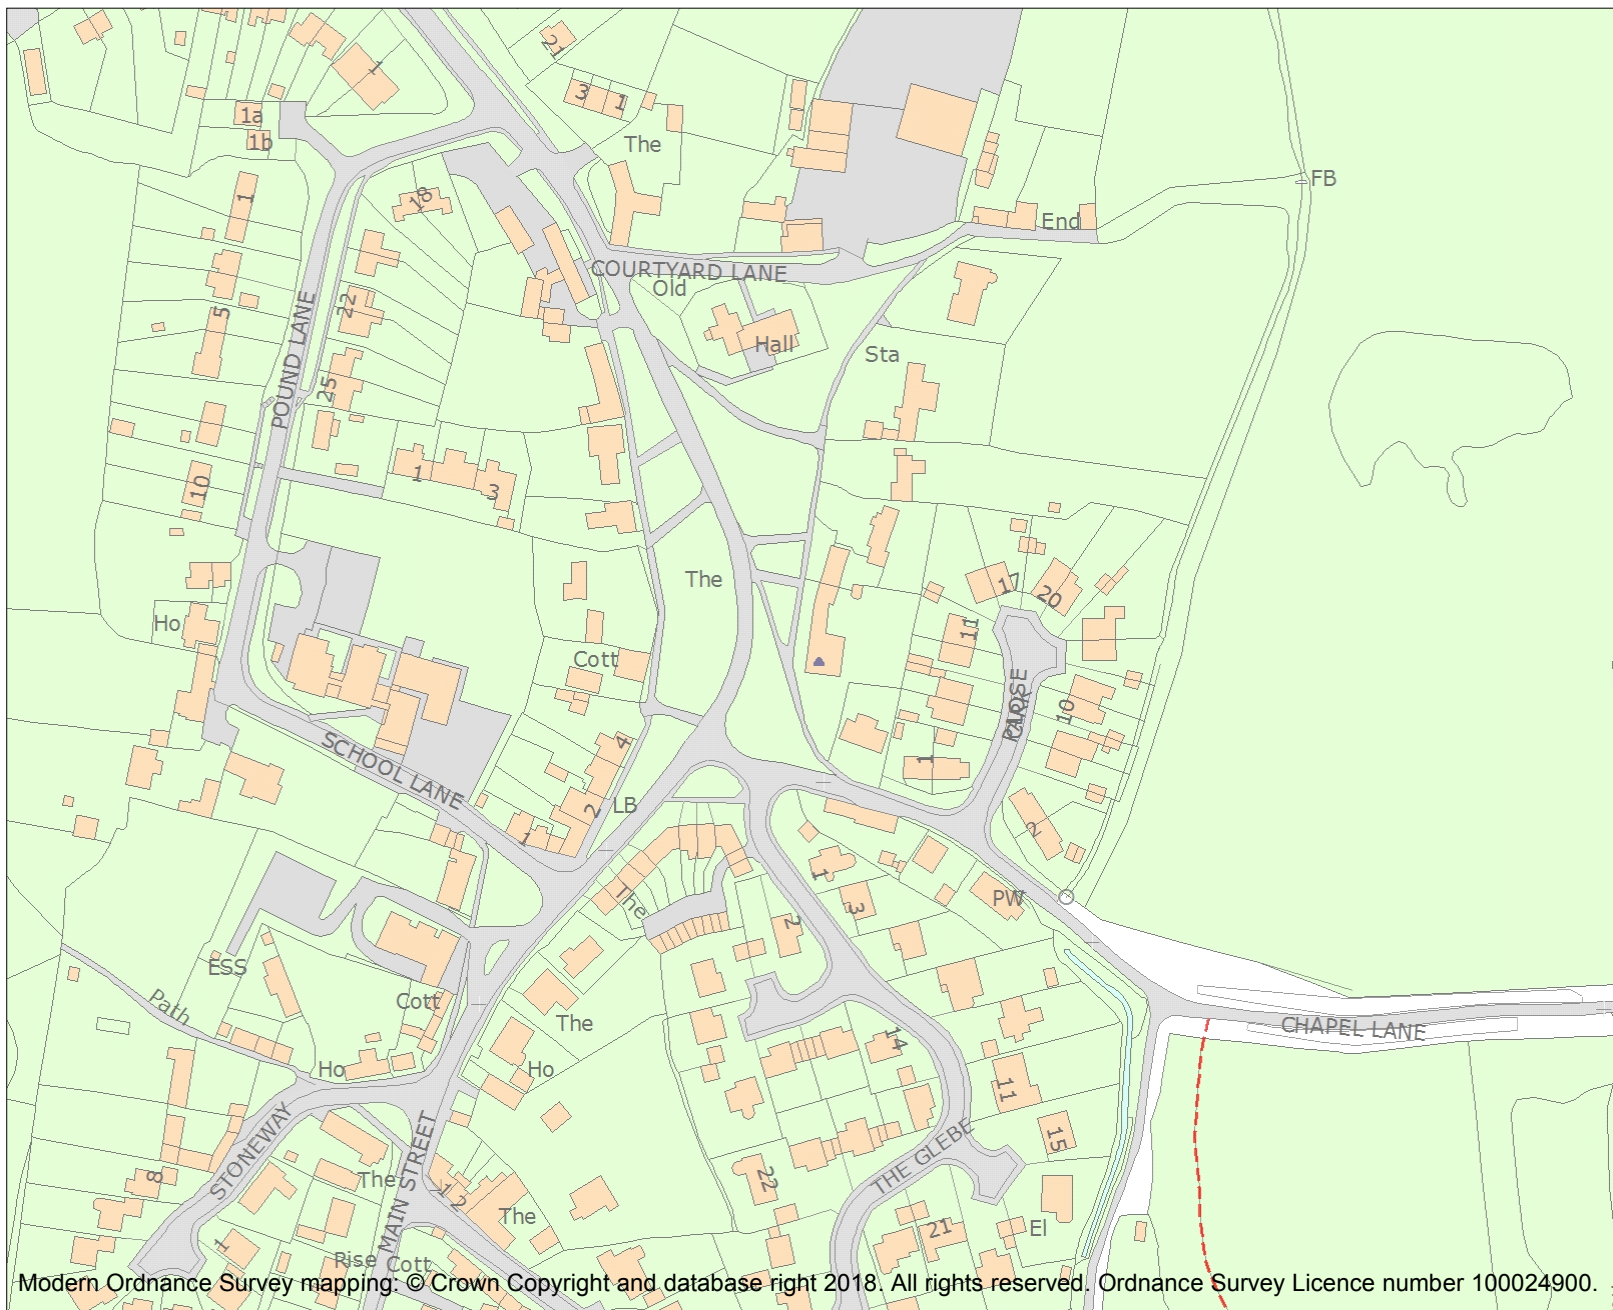 21
1
3
1
1a
The
1b
FB
1
18
End
COURTYARD LANE
Old
22
5
POUND LANE
Hall
Sta
25
1
3
10
The
17
20
Ho
11
Cott
PARK
CLOSE
10
4
SCHOOL LANE
1
LB
2
1
2
1
The
PW
3
2
ESS
Cott
Path
The
CHAPEL LANE
14
Ho
Ho
11
STONEWAY
15
THE GLEBE
MAIN STREET
8
The
22
1 2
The
21
El
1
Rise
Cott
Modern Ordnance Survey mapping: © Crown Copyright and database right 2018. All rights reserved. Ordnance Survey Licence number 100024900.